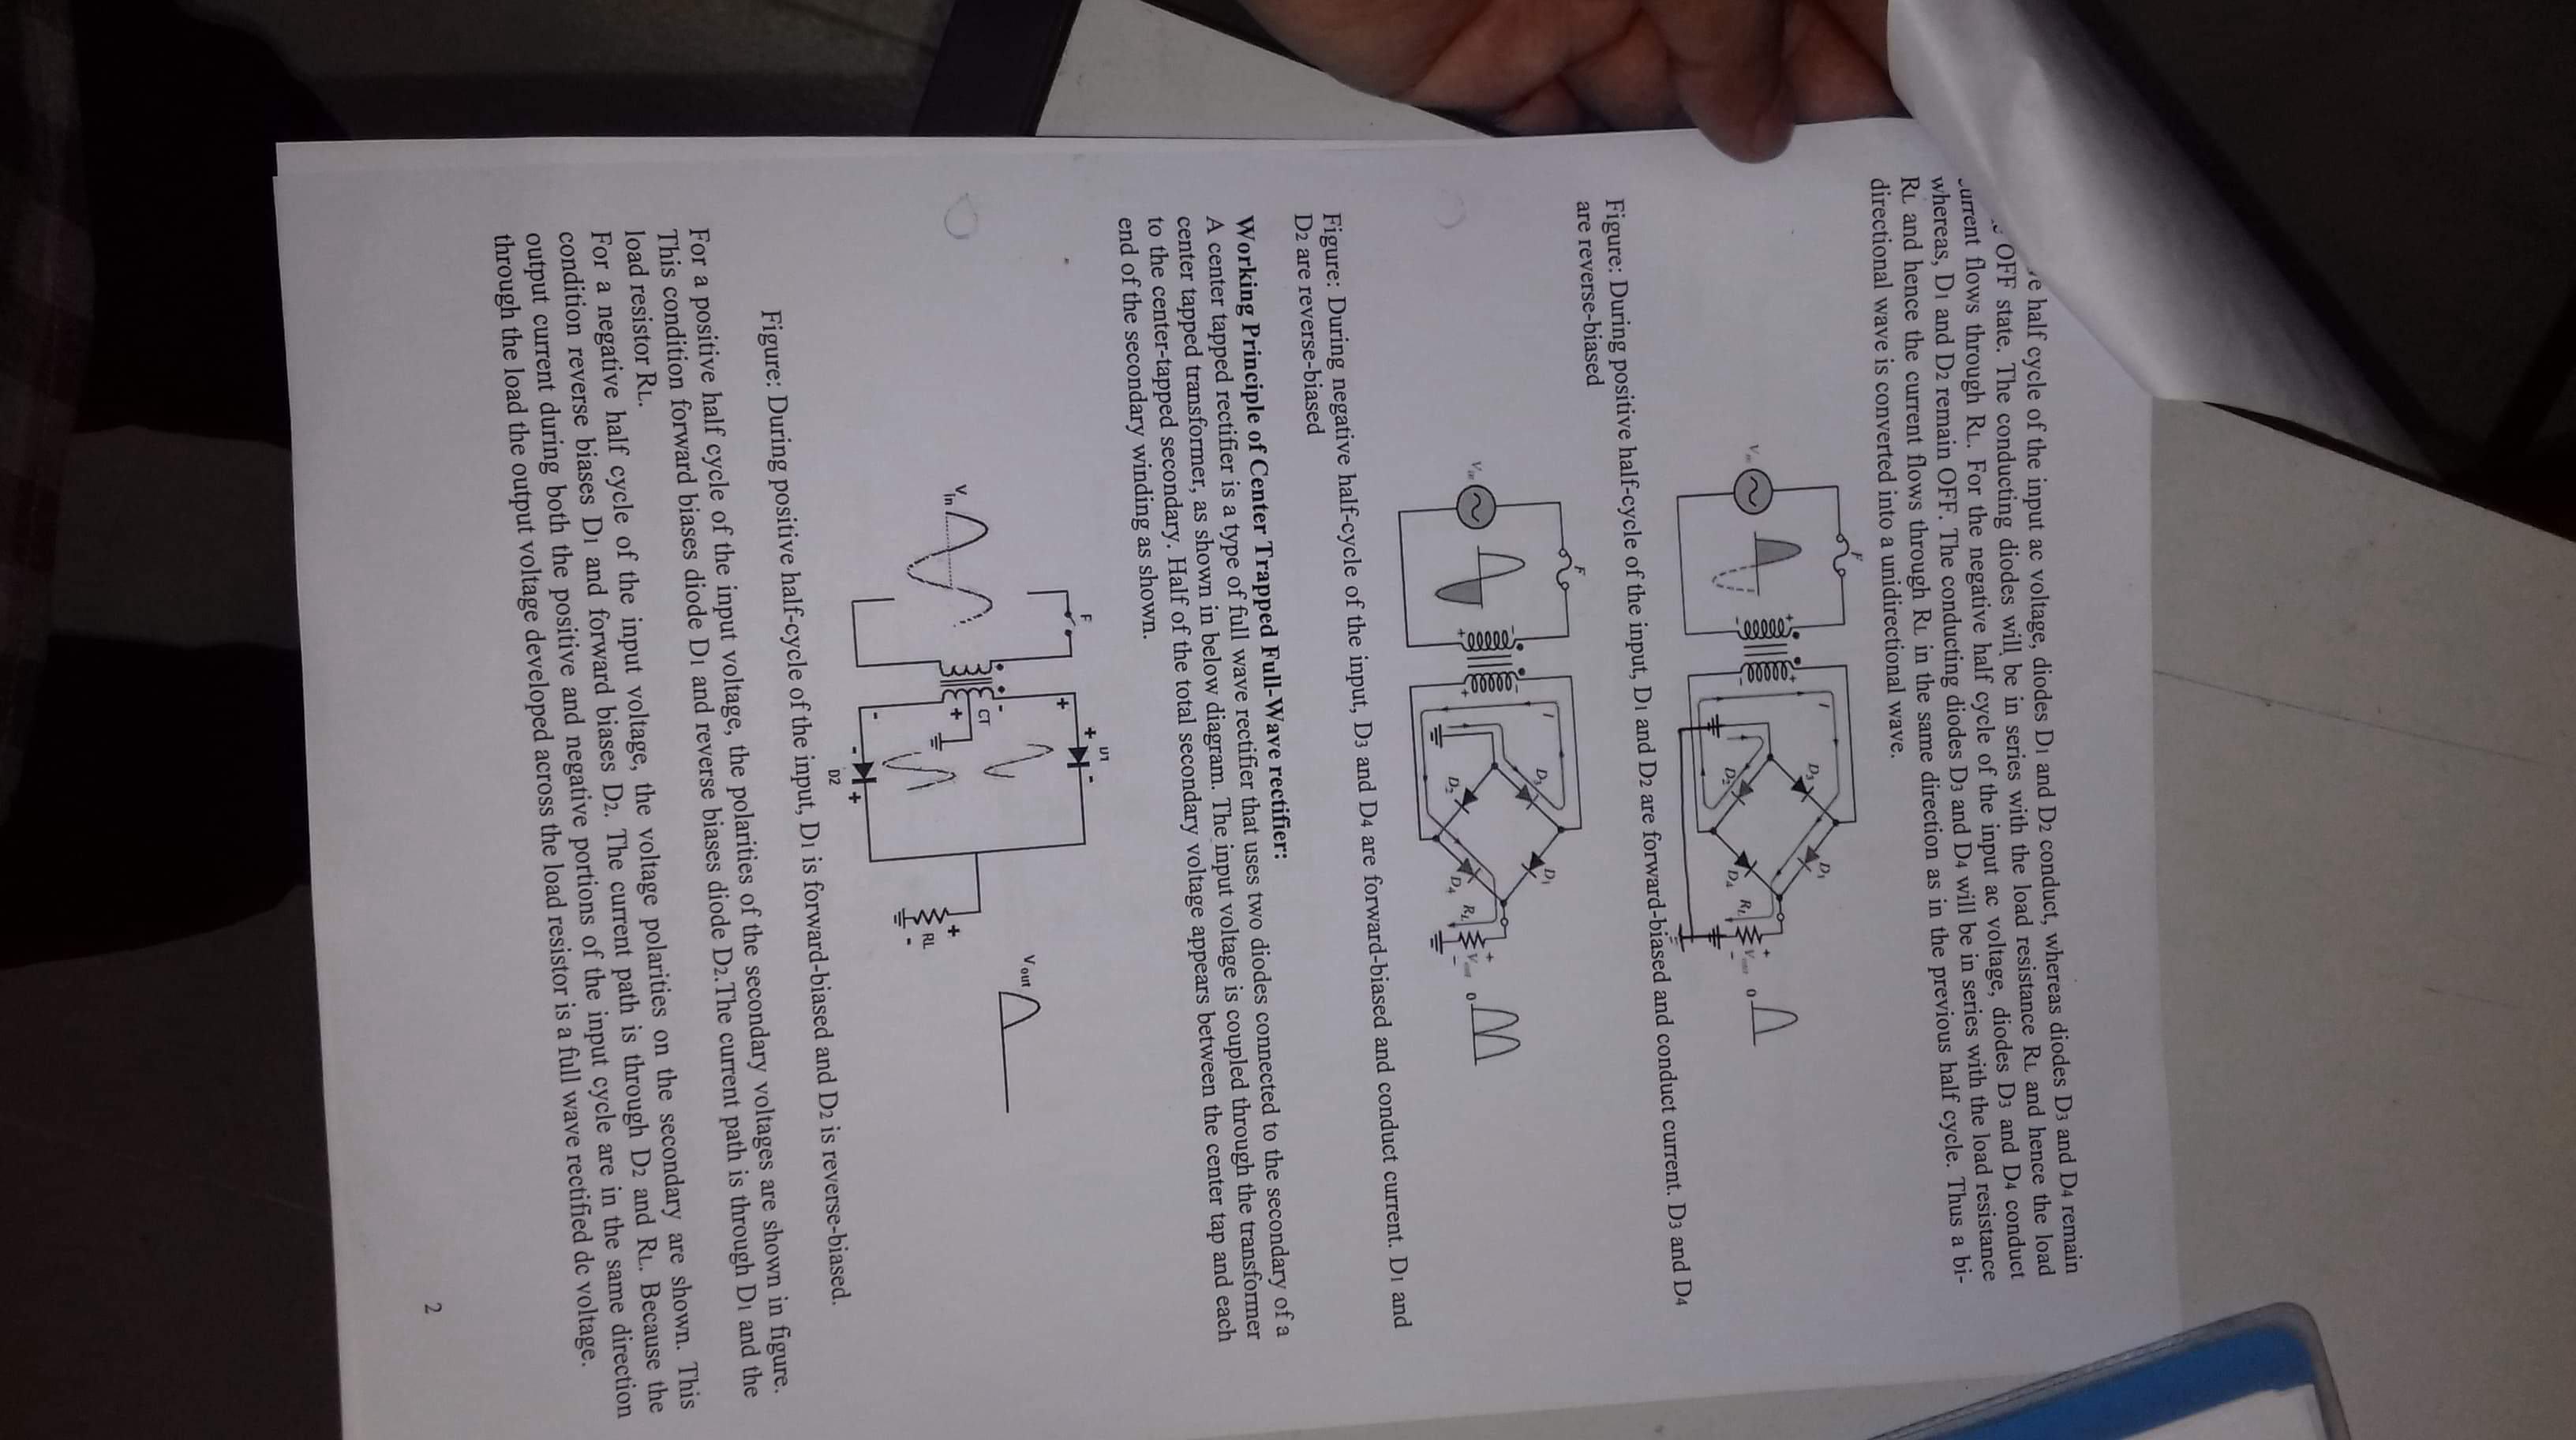 half cycle of the input ac voltage, diodes D1 and D2 conduct, whereas diodes D3 and D4 remain
OFF state. The conducting diodes will be in series with the load resistance RL and hence the load
current flows through RL. For the negative half cycle of the input ac voltage, diodes D3 and D4 conduct
whereas, D1 and D2 remain OFF. The conducting diodes D3 and D4 will be in series with the load resistance
RL and hence the current flows through RL in the same direction as in the previous half cycle. Thus a bi-
directional wave is converted into a unidirectional wave.
F
Vin
I
D3
D1
D2
D4
RL
Vout
0
Figure: During positive half-cycle of the input, D1 and D2 are forward-biased and conduct current. D3 and D4
are reverse-biased
F
Vin
I
D3
D1
D2
D4
RL
Vout
0
Figure: During negative half-cycle of the input, D3 and D4 are forward-biased and conduct current. D1 and
D2 are reverse-biased
Working Principle of Center Trapped Full-Wave rectifier:
A center tapped rectifier is a type of full wave rectifier that uses two diodes connected to the secondary of a
center tapped transformer, as shown in below diagram. The input voltage is coupled through the transformer
to the center-tapped secondary. Half of the total secondary voltage appears between the center tap and each
end of the secondary winding as shown.
F
+ -
V in
CT
V out
RL
- +
D2
Figure: During positive half-cycle of the input, D1 is forward-biased and D2 is reverse-biased.
For a positive half cycle of the input voltage, the polarities of the secondary voltages are shown in figure.
This condition forward biases diode D1 and reverse biases diode D2.The current path is through D1 and the
load resistor RL.
For a negative half cycle of the input voltage, the voltage polarities on the secondary are shown. This
condition reverse biases D1 and forward biases D2. The current path is through D2 and RL. Because the
output current during both the positive and negative portions of the input cycle are in the same direction
through the load the output voltage developed across the load resistor is a full wave rectified dc voltage.
2